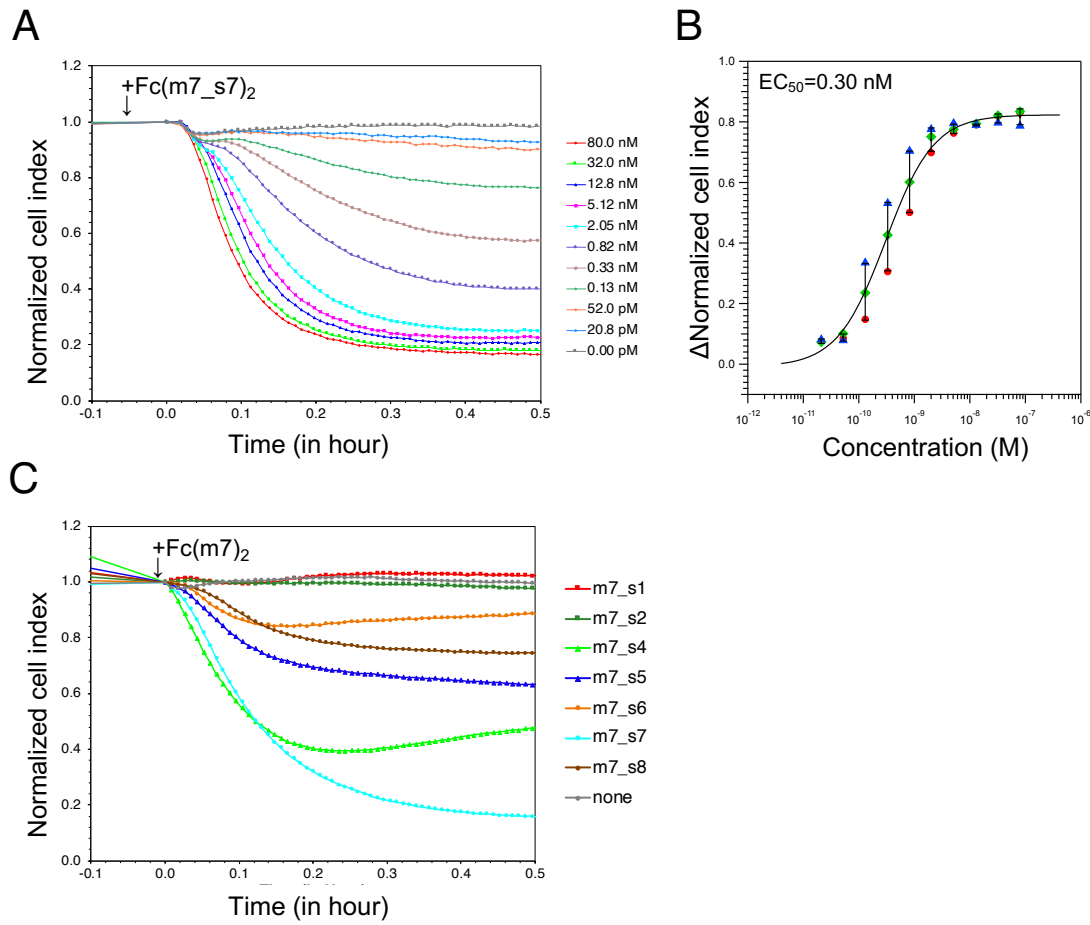 A
Normalized cell index
1.2
1.0
0.8
0.6
0.4
0.2
0.0
+Fc(m7_s7)2
-0.1 0.0 0.1 0.2 0.3 0.4 0.5
Time (in hour)
80.0 nM
32.0 nM
12.8 nM
5.12 nM
2.05 nM
0.82 nM
0.33 nM
0.13 nM
52.0 pM
20.8 pM
0.00 pM
B
ΔNormalized cell index
1.0
0.8
0.6
0.4
0.2
0.0
EC50=0.30 nM
10-12 10-11 10-10 10-9 10-8 10-7 10-6
Concentration (M)
C
Normalized cell index
1.2
1.0
0.8
0.6
0.4
0.2
0.0
+Fc(m7)2
-0.1 0.0 0.1 0.2 0.3 0.4 0.5
Time (in hour)
m7_s1
m7_s2
m7_s4
m7_s5
m7_s6
m7_s7
m7_s8
none